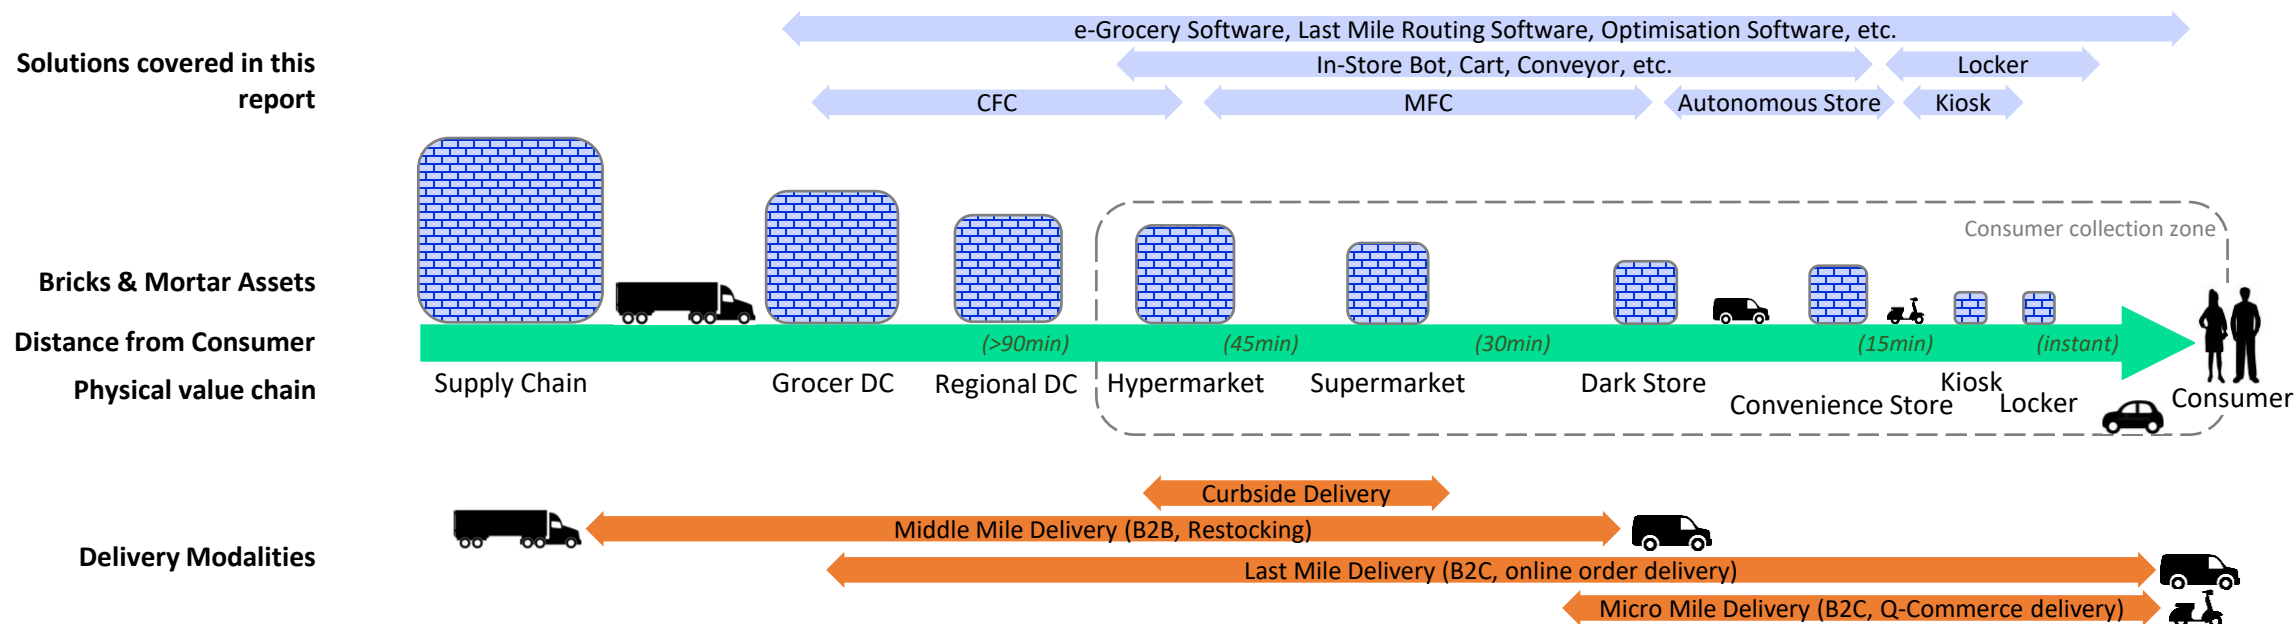 e-Grocery Software, Last Mile Routing Software, Optimisation Software, etc.
Solutions covered in this
report
In-Store Bot, Cart, Conveyor, etc.
Locker
CFC
MFC
Autonomous Store
Kiosk
Consumer collection zone
Bricks & Mortar Assets
Distance from Consumer
(>90min)
(45min)
(30min)
(15min)
(instant)
Physical value chain
Supply Chain
Grocer DC
Regional DC
Hypermarket
Supermarket
Dark Store
Convenience Store
Kiosk
Locker
Consumer
Delivery Modalities
Curbside Delivery
Middle Mile Delivery (B2B, Restocking)
Last Mile Delivery (B2C, online order delivery)
Micro Mile Delivery (B2C, Q-Commerce delivery)